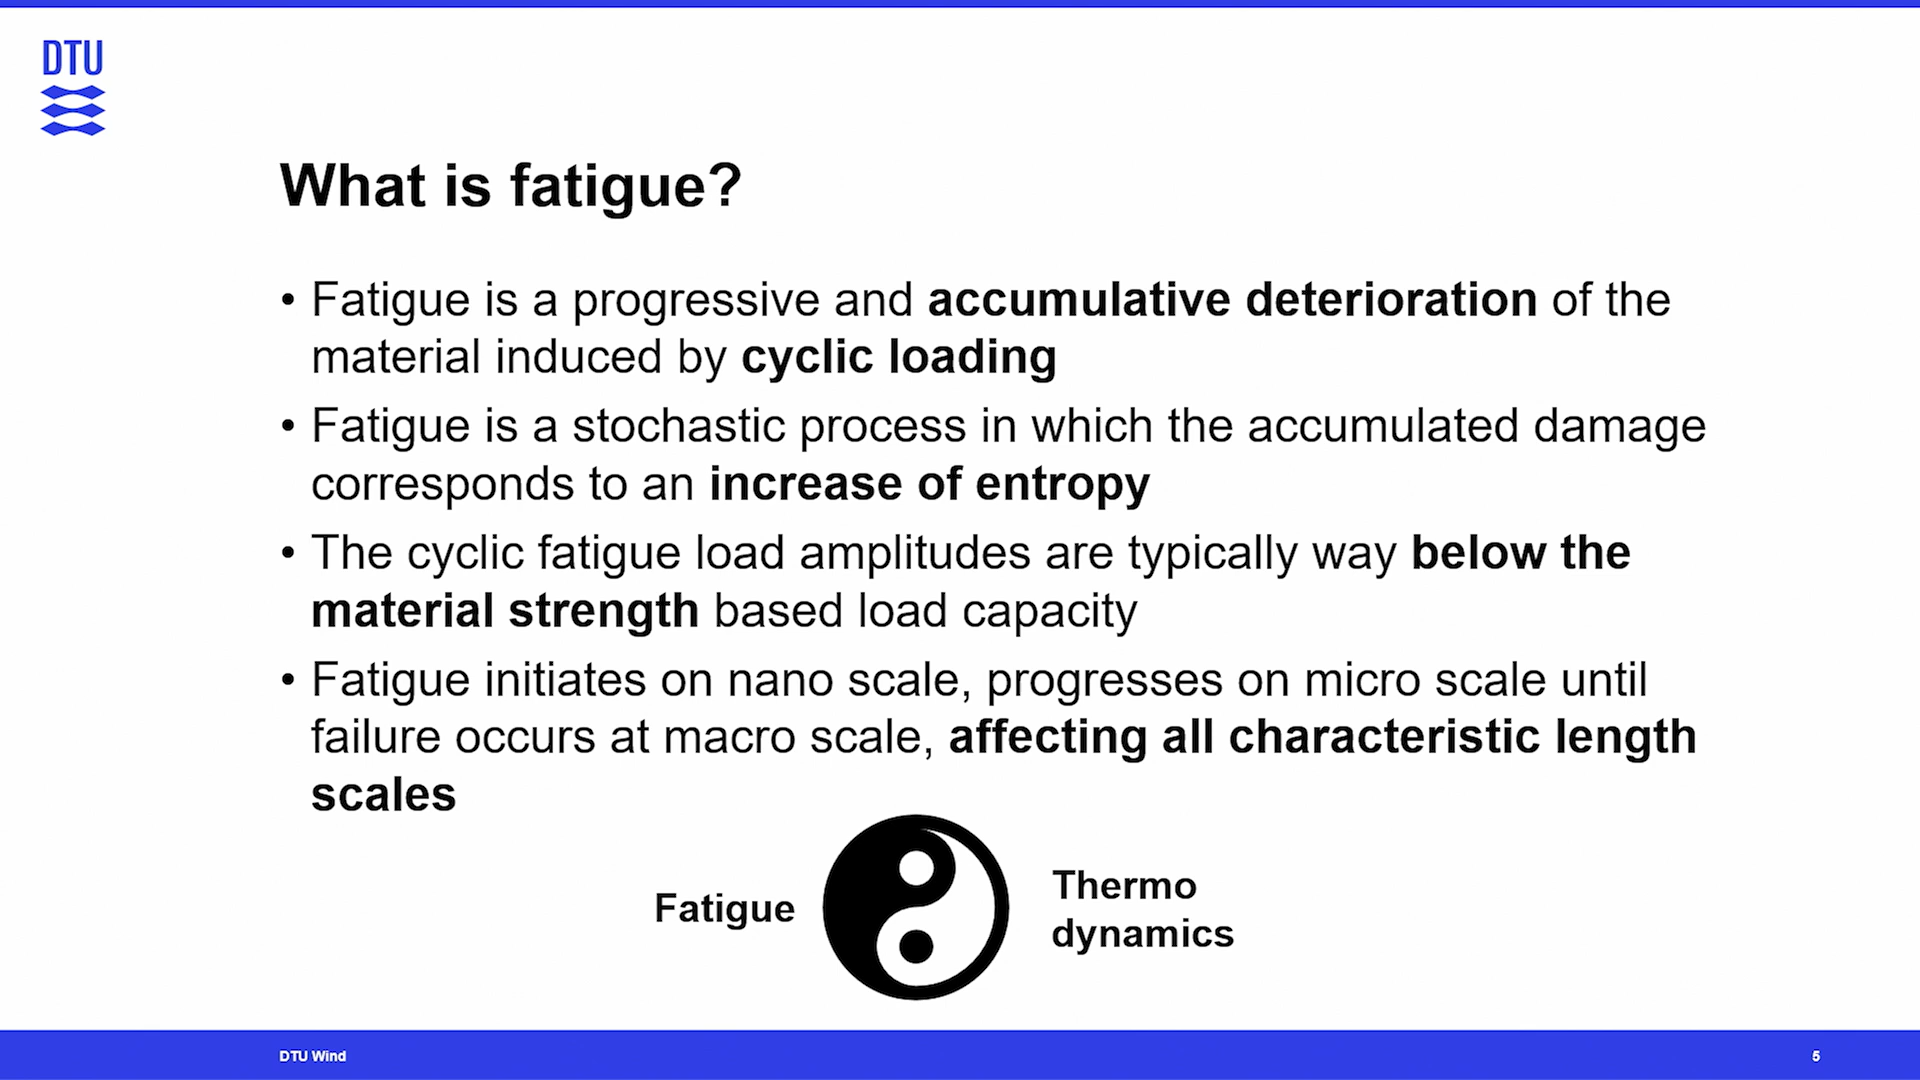 DTU
What is fatigue?
• Fatigue is a progressive and accumulative deterioration of the
material induced by cyclic loading
• Fatigue is a stochastic process in which the accumulated damage
corresponds to an increase of entropy
• The cyclic fatigue load amplitudes are typically way below the
material strength based load capacity
• Fatigue initiates on nano scale, progresses on micro scale until
failure occurs at macro scale, affecting all characteristic length
scales
Fatigue
Thermo
dynamics
DTU Wind
5